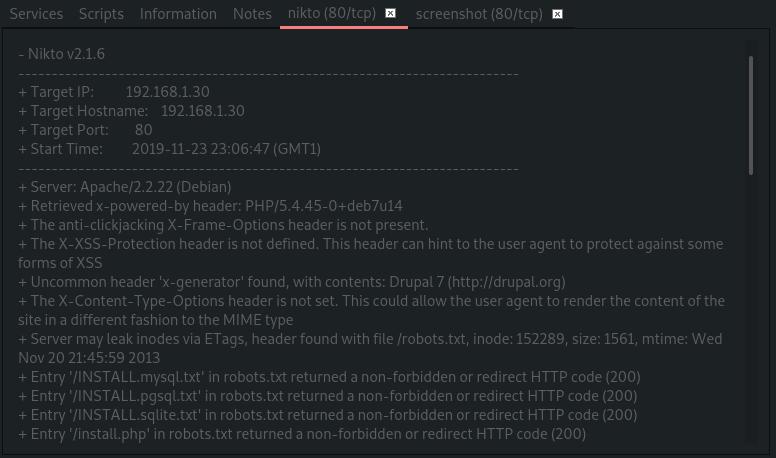 Services Scripts Information Notes nikto (80/tcp) screenshot (80/tcp)
- Nikto v2.1.6
---------------------------------------------------------------------------
+ Target IP: 192.168.1.30
+ Target Hostname: 192.168.1.30
+ Target Port: 80
+ Start Time: 2019-11-23 23:06:47 (GMT1)
---------------------------------------------------------------------------
+ Server: Apache/2.2.22 (Debian)
+ Retrieved x-powered-by header: PHP/5.4.45-0+deb7u14
+ The anti-clickjacking X-Frame-Options header is not present.
+ The X-XSS-Protection header is not defined. This header can hint to the user agent to protect against some
forms of XSS
+ Uncommon header 'x-generator' found, with contents: Drupal 7 (http://drupal.org)
+ The X-Content-Type-Options header is not set. This could allow the user agent to render the content of the
site in a different fashion to the MIME type
+ Server may leak inodes via ETags, header found with file /robots.txt, inode: 152289, size: 1561, mtime: Wed
Nov 20 21:45:59 2013
+ Entry '/INSTALL.mysql.txt' in robots.txt returned a non-forbidden or redirect HTTP code (200)
+ Entry '/INSTALL.pgsql.txt' in robots.txt returned a non-forbidden or redirect HTTP code (200)
+ Entry '/INSTALL.sqlite.txt' in robots.txt returned a non-forbidden or redirect HTTP code (200)
+ Entry '/install.php' in robots.txt returned a non-forbidden or redirect HTTP code (200)